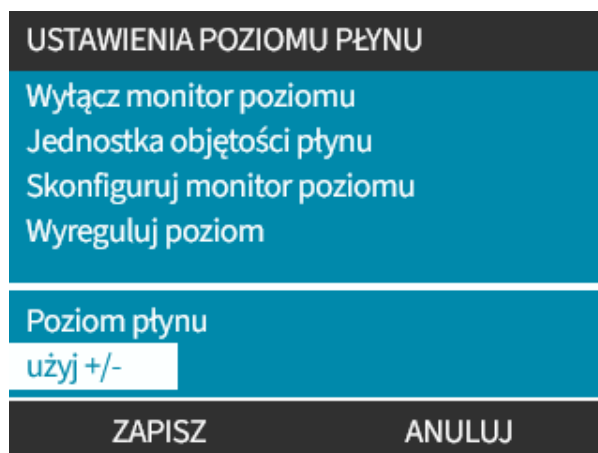 USTAWIENIA POZIOMU PŁYNU
Wyłącz monitor poziomu
Jednostka objętości płynu
Skonfiguruj monitor poziomu
Wyreguluj poziom
Poziom płynu
użyj +/-
ZAPISZ ANULUJ